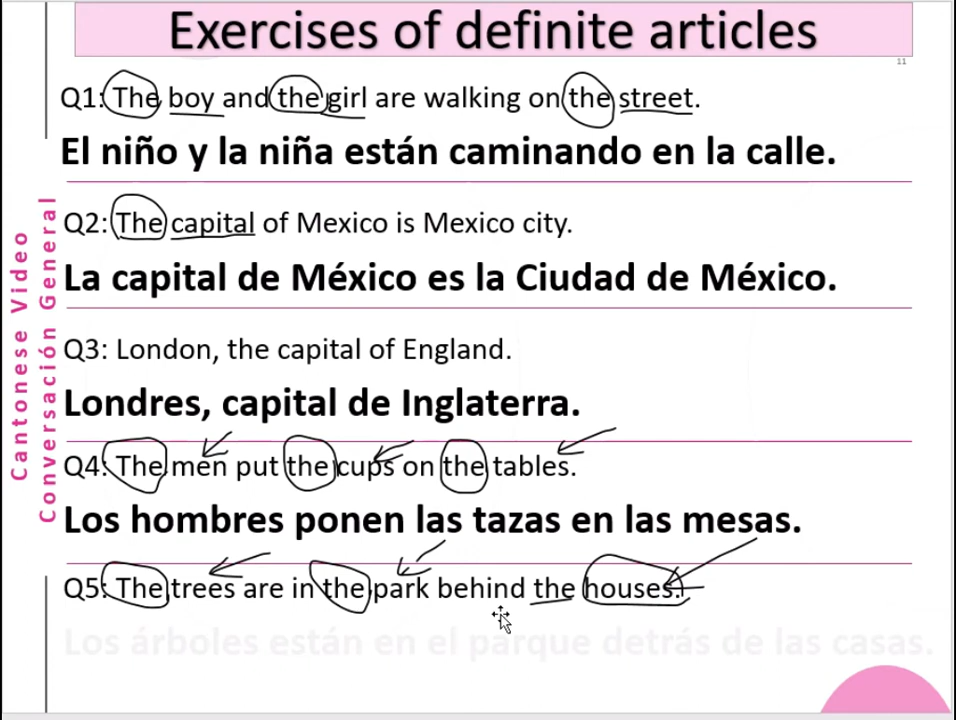 Exercises of definite articles
11
Q1: The boy and the girl are walking on the street.
El niño y la niña están caminando en la calle.
Q2: The capital of Mexico is Mexico city.
La capital de México es la Ciudad de México.
Q3: London, the capital of England.
Londres, capital de Inglaterra.
Q4: The men put the cups on the tables.
Los hombres ponen las tazas en las mesas.
Q5: The trees are in the park behind the houses.
Los árboles están en el parque detrás de las casas.
Cantonese Video
Conversación General